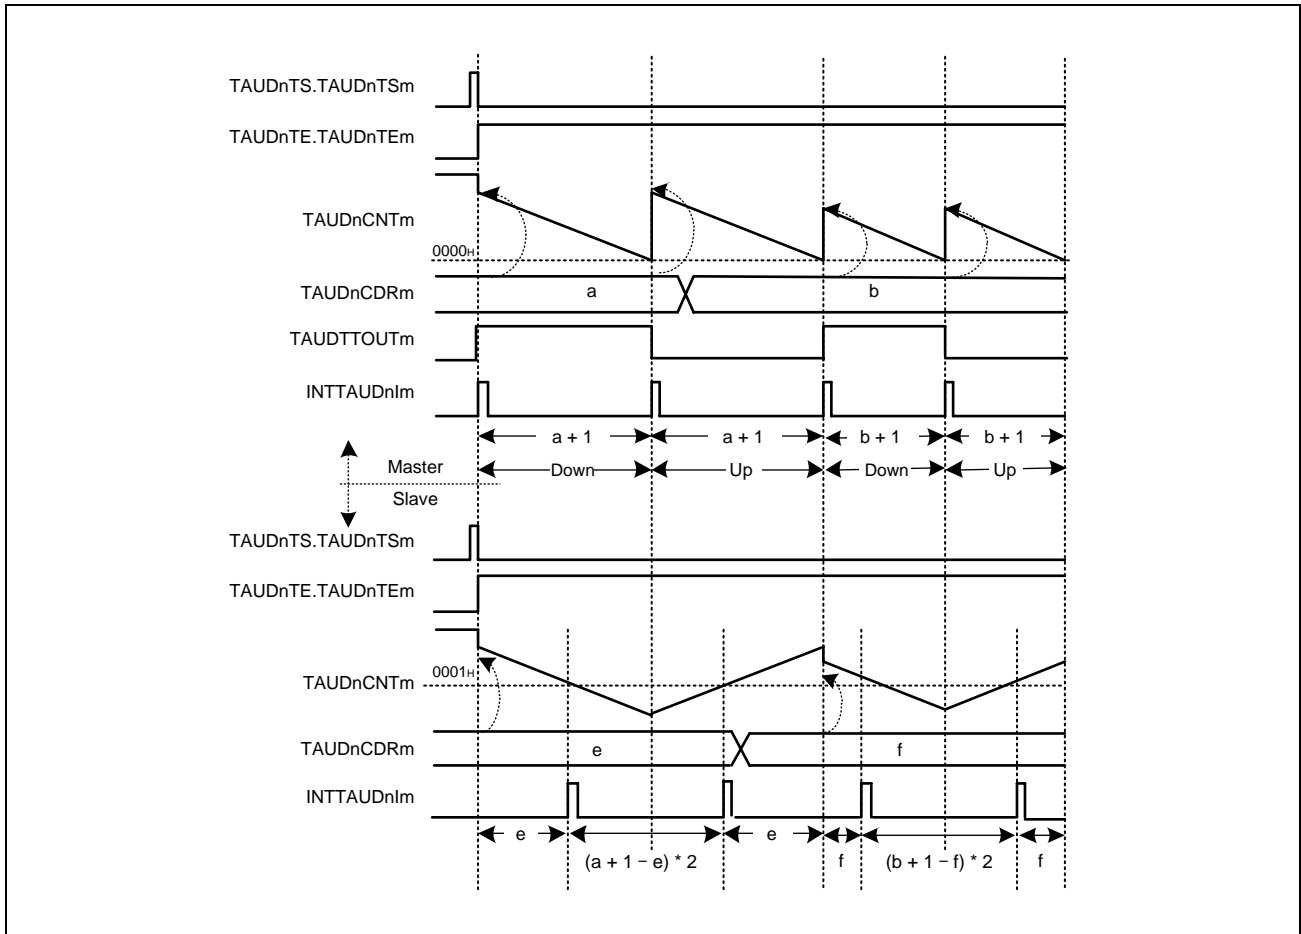 TAUDnTS.TAUDnTSm
TAUDnTE.TAUDnTEm
TAUDnCNTm
0000H
TAUDnCDRm
a
b
TAUDTTOUTm
INTTAUDnIm
a + 1
a + 1
b + 1
b + 1
Master
Down
Up
Down
Up
Slave
TAUDnTS.TAUDnTSm
TAUDnTE.TAUDnTEm
0001H
TAUDnCNTm
TAUDnCDRm
e
f
INTTAUDnIm
e
(a + 1 − e) * 2
e
f
(b + 1 − f) * 2
f